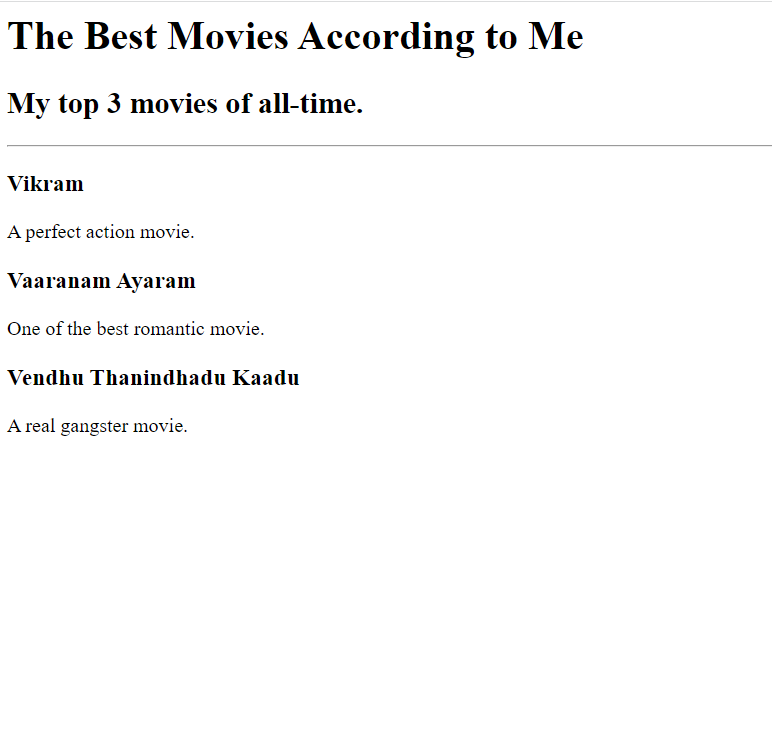 The Best Movies According to Me
My top 3 movies of all-time.
Vikram
A perfect action movie.
Vaaranam Ayaram
One of the best romantic movie.
Vendhu Thanindhadu Kaadu
A real gangster movie.